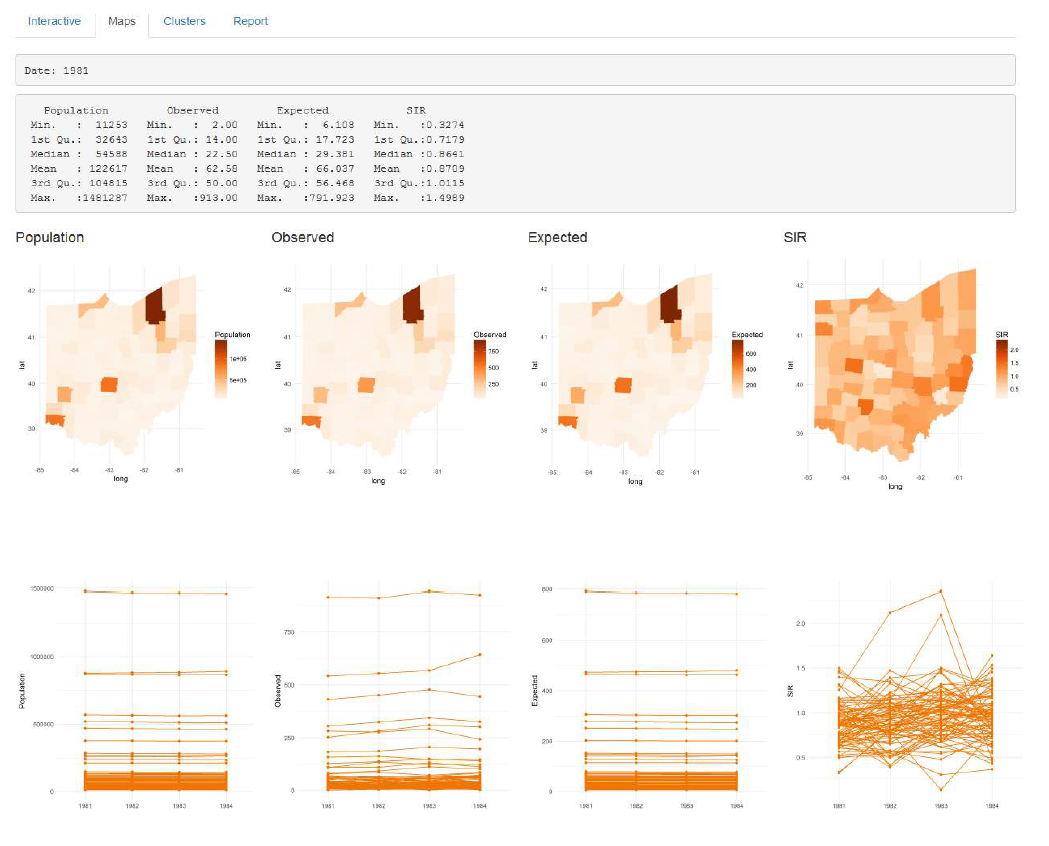 Interactive Maps Clusters Report
Date: 1981
Population Observed Expected SIR
Min. : 11253 Min. : 2.00 Min. : 6.108 Min. :0.3274
1st Qu.: 32643 1st Qu.: 14.00 1st Qu.: 17.723 1st Qu.:0.7179
Median : 54588 Median : 22.50 Median : 29.381 Median :0.8641
Mean : 122617 Mean : 62.58 Mean : 66.037 Mean :0.8709
3rd Qu.: 104815 3rd Qu.: 50.00 3rd Qu.: 56.468 3rd Qu.:1.0115
Max. :1481287 Max. :913.00 Max. :791.923 Max. :1.4989
Population Observed Expected SIR
42
41
40
39
lat
-85 -84 -83 -82 -81
long
Population
1e+06
5e+05
42
41
40
39
lat
-85 -84 -83 -82 -81
long
Observed
750
500
250
42
41
40
39
lat
-85 -84 -83 -82 -81
long
Expected
600
400
200
42
41
40
39
lat
-85 -84 -83 -82 -81
long
SIR
2.0
1.5
1.0
0.5
1500000
1000000
500000
0
Population
1981 1982 1983 1984
750
500
250
0
Observed
1981 1982 1983 1984
600
400
200
0
Expected
1981 1982 1983 1984
2.0
1.5
1.0
0.5
SIR
1981 1982 1983 1984